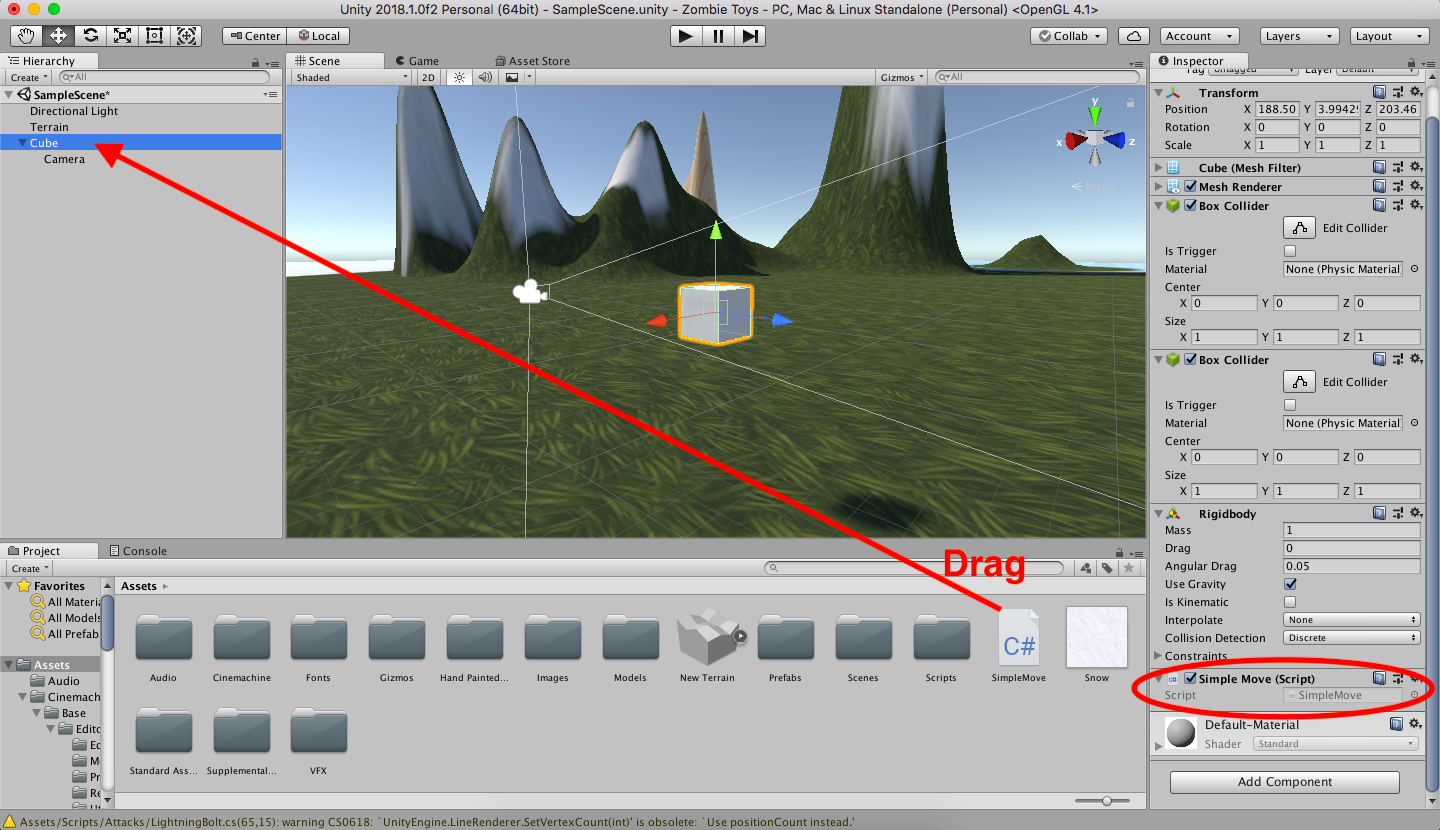 Unity 2018.1.0f2 Personal (64bit) - SampleScene.unity - Zombie Toys - PC, Mac & Linux Standalone (Personal) <OpenGL 4.1>
Center Local Collab Account Layers Layout
Hierarchy
Create All
SampleScene*
Directional Light
Terrain
Cube
Camera
Scene Game Asset Store
Shaded 2D Gizmos All
y
x z
Persp
Drag
Inspector
Tag Untagged Layer Default
Transform
Position X 188.50 Y 3.9942 Z 203.46
Rotation X 0 Y 0 Z 0
Scale X 1 Y 1 Z 1
Cube (Mesh Filter)
Mesh Renderer
Box Collider
Edit Collider
Is Trigger
Material None (Physic Material
Center
X 0 Y 0 Z 0
Size
X 1 Y 1 Z 1
Box Collider
Edit Collider
Is Trigger
Material None (Physic Material
Center
X 0 Y 0 Z 0
Size
X 1 Y 1 Z 1
Rigidbody
Mass 1
Drag 0
Angular Drag 0.05
Use Gravity
Is Kinematic
Interpolate None
Collision Detection Discrete
Constraints
Simple Move (Script)
Script SimpleMove
Default-Material
Shader Standard
Add Component
Project Console
Create
Favorites
All Materia
All Models
All Prefab
Assets
Audio
Cinemach
Base
Edito
Assets
C#
Audio Cinemachine Fonts Gizmos Hand Painted... Images Models New Terrain Prefabs Scenes Scripts SimpleMove Snow
Standard Ass... Supplemental... VFX
Assets/Scripts/Attacks/LightningBolt.cs(65,15): warning CS0618: `UnityEngine.LineRenderer.SetVertexCount(int)' is obsolete: `Use positionCount instead.'